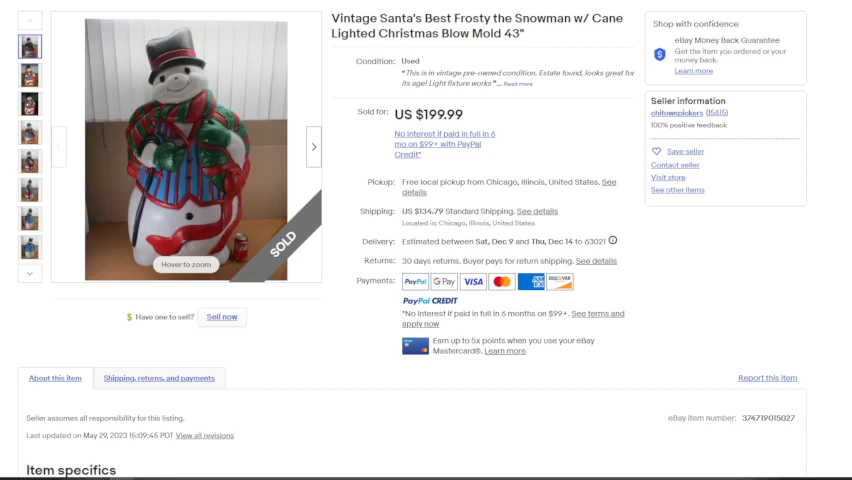 Vintage Santa's Best Frosty the Snowman w/ Cane
Lighted Christmas Blow Mold 43"
Condition: Used
"This is in vintage pre-owned condition. Estate found, looks great for
its age! Light fixture works "... Read more
Sold for: US $199.99
No Interest if paid in full in 6
mo on $99+ with PayPal
Credit*
Pickup: Free local pickup from Chicago, Illinois, United States. See
details
Shipping: US $134.79 Standard Shipping. See details
Located in: Chicago, Illinois, United States
Delivery: Estimated between Sat, Dec 9 and Thu, Dec 14 to 63021
Returns: 30 days returns. Buyer pays for return shipping. See details
Payments: PayPal G Pay VISA MasterCard AM EX DISCOVER
PayPal CREDIT
*No Interest if paid in full in 6 months on $99+. See terms and
apply now
Earn up to 5x points when you use your eBay
Mastercard®. Learn more
Shop with confidence
eBay Money Back Guarantee
Get the item you ordered or your
money back.
Learn more
Seller information
chitownpickers (15615)
100% positive feedback
Save seller
Contact seller
Visit store
See other items
SOLD
Hover to zoom
$ Have one to sell? Sell now
About this item
Shipping, returns, and payments
Report this item
Seller assumes all responsibility for this listing.
eBay item number: 374719015027
Last updated on May 29, 2023 15:09:45 PDT View all revisions
Item specifics